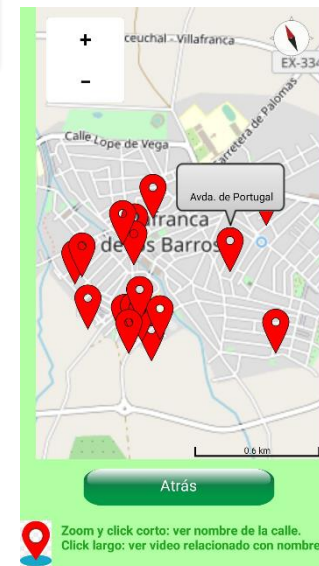 +
-
ceuchal - Villafranca
EX-334
Carretera de Palomas
Calle Lope de Vega
Avda. de Portugal
afranca
de los Barros
0.6 km
Atrás
Zoom y click corto: ver nombre de la calle.
Click largo: ver video relacionado con nombre